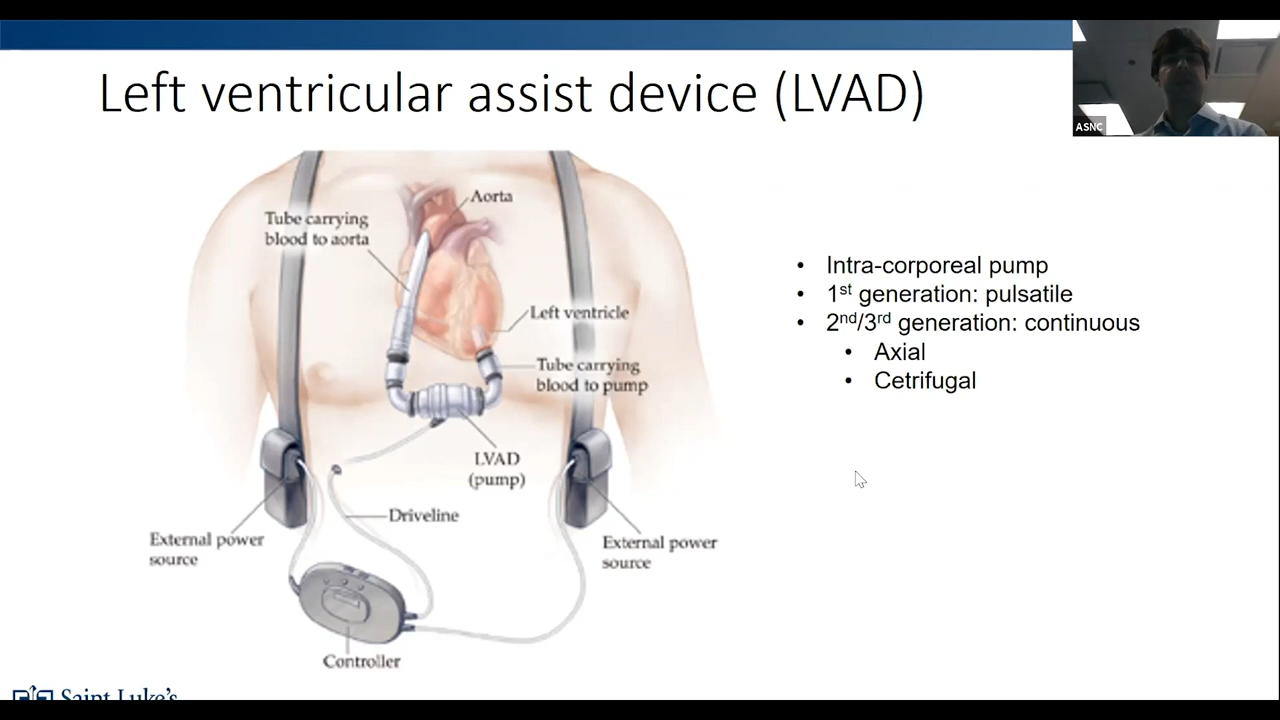 Left ventricular assist device (LVAD)
ASNC
Aorta
Tube carrying
blood to aorta
Left ventricle
Tube carrying
blood to pump
LVAD
(pump)
Driveline
External power
source
External power
source
Controller
• Intra-corporeal pump
• 1st generation: pulsatile
• 2nd/3rd generation: continuous
• Axial
• Cetrifugal
Saint Luke's